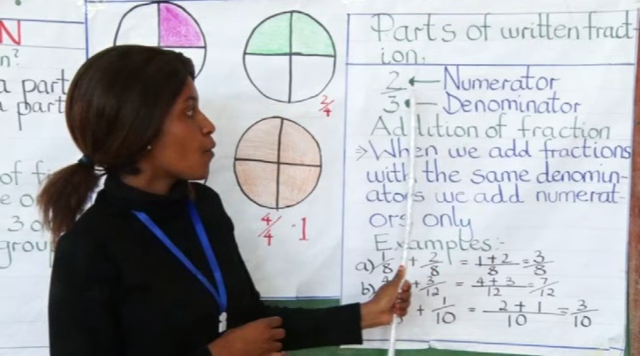 N
n?
a part
a part
of f
e o
3 o
group
2/4
4/4 = 1
Parts of written fract-
ion.
2 ← Numerator
3 ← Denominator
Addition of fraction
When we add fractions
with the same denomin-
ators we add numerat-
ors only
Examples:-
a) 1/8 + 2/8 = 1+2/8 = 3/8
b) 4/ + 3/12 = 4+3/12 = 7/12
+ 1/10 = 2+1/10 = 3/10